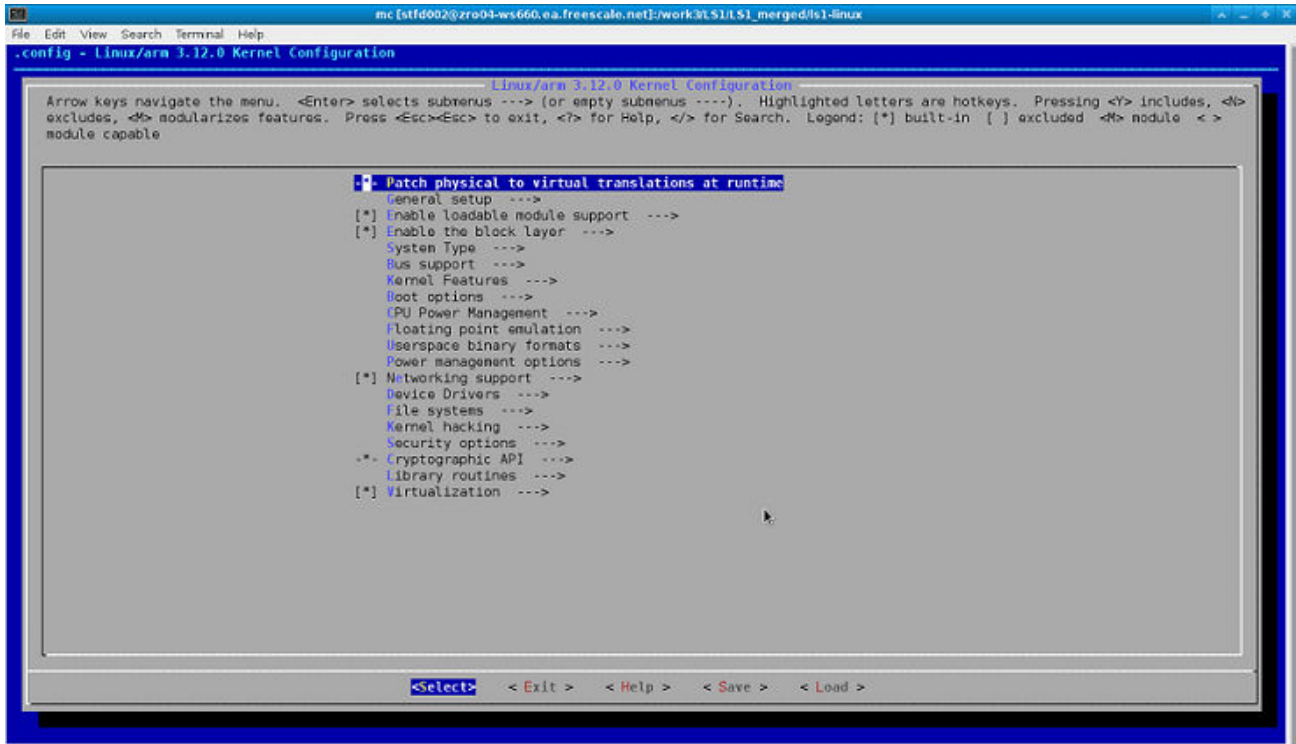 mc [stfd002@zro04-ws660.ea.freescale.net]:/work3/LS1/LS1_merged/ls1-linux
File Edit View Search Terminal Help
.config - Linux/arm 3.12.0 Kernel Configuration
Linux/arm 3.12.0 Kernel Configuration
Arrow keys navigate the menu. <Enter> selects submenus ---> (or empty submenus ----). Highlighted letters are hotkeys. Pressing <Y> includes, <N>
excludes, <M> modularizes features. Press <Esc><Esc> to exit, <?> for Help, </> for Search. Legend: [*] built-in [ ] excluded <M> module < >
module capable
-*- Patch physical to virtual translations at runtime
General setup --->
[*] Enable loadable module support --->
[*] Enable the block layer --->
System Type --->
Bus support --->
Kernel Features --->
Boot options --->
CPU Power Management --->
Floating point emulation --->
Userspace binary formats --->
Power management options --->
[*] Networking support --->
Device Drivers --->
File systems --->
Kernel hacking --->
Security options --->
-*- Cryptographic API --->
Library routines --->
[*] Virtualization --->
<Select> < Exit > < Help > < Save > < Load >